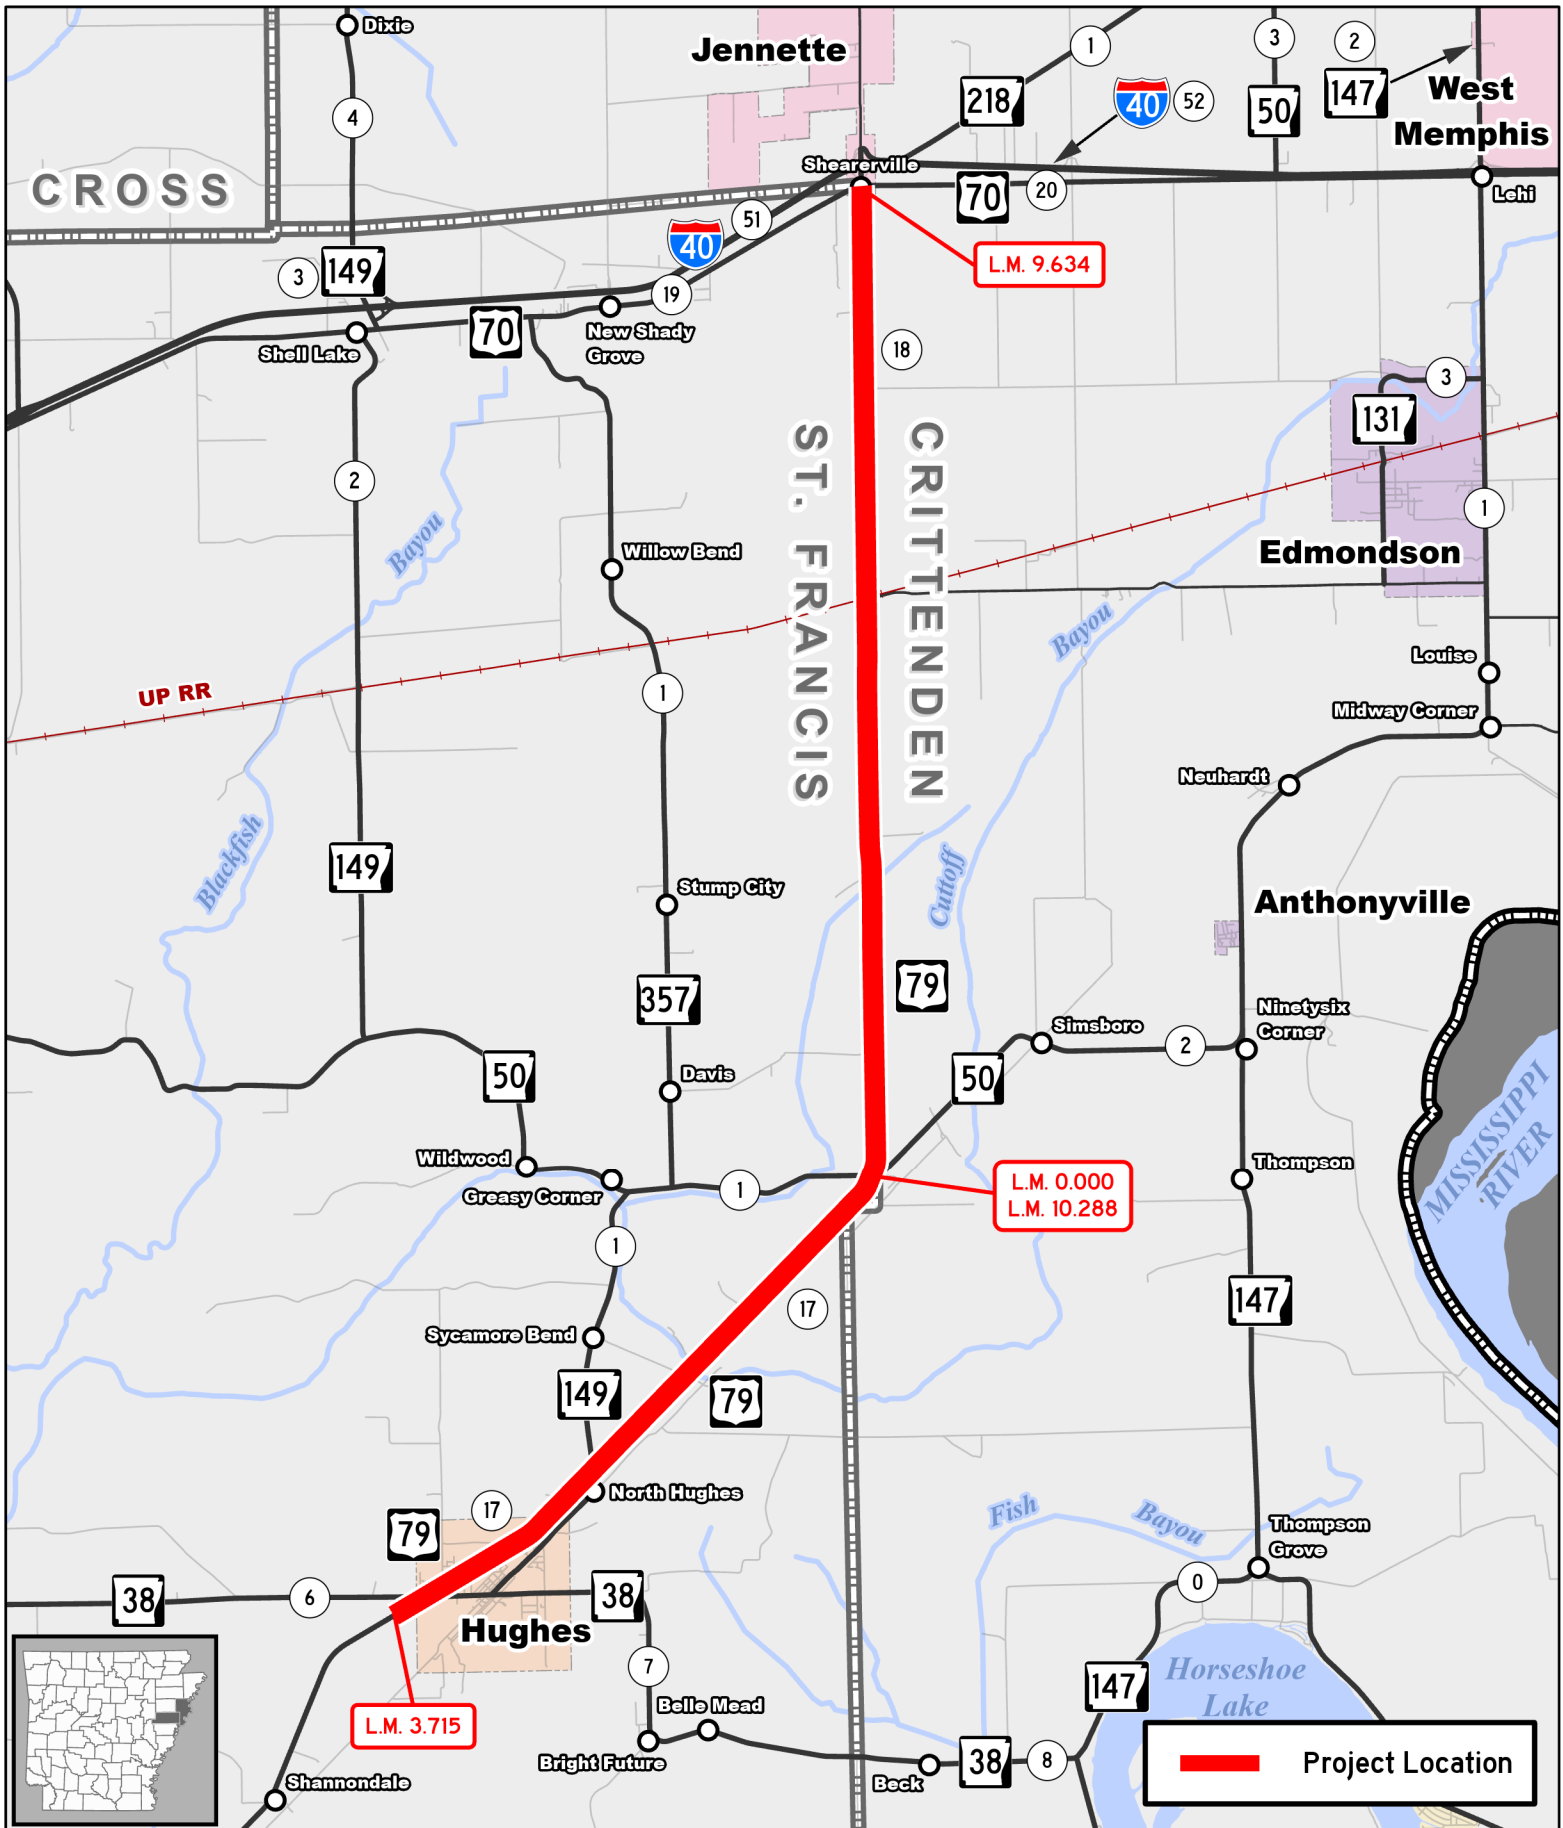 Dixie
Jennette
1
3
2
147
West
Memphis
218
40
52
50
4
Shearerville
CROSS
70
20
Lehi
51
40
L.M. 9.634
3
149
19
70
New Shady
Grove
Shell Lake
18
3
131
ST. FRANCIS
CRITTENDEN
2
1
Bayou
Willow Bend
Edmondson
Bayou
Louise
UP RR
1
Midway Corner
Neuhardt
Blackfish
149
Cuttoff
Stump City
Anthonyville
79
357
Ninetysix
Corner
Simsboro
2
50
50
Davis
MISSISSIPPI
RIVER
Wildwood
Thompson
Greasy Corner
1
L.M. 0.000
L.M. 10.288
1
17
147
Sycamore Bend
149
79
North Hughes
17
79
Fish
Bayou
Thompson
Grove
38
6
38
0
Hughes
7
Horseshoe
Lake
147
L.M. 3.715
Belle Mead
Bright Future
38
8
Beck
Project Location
Shannondale